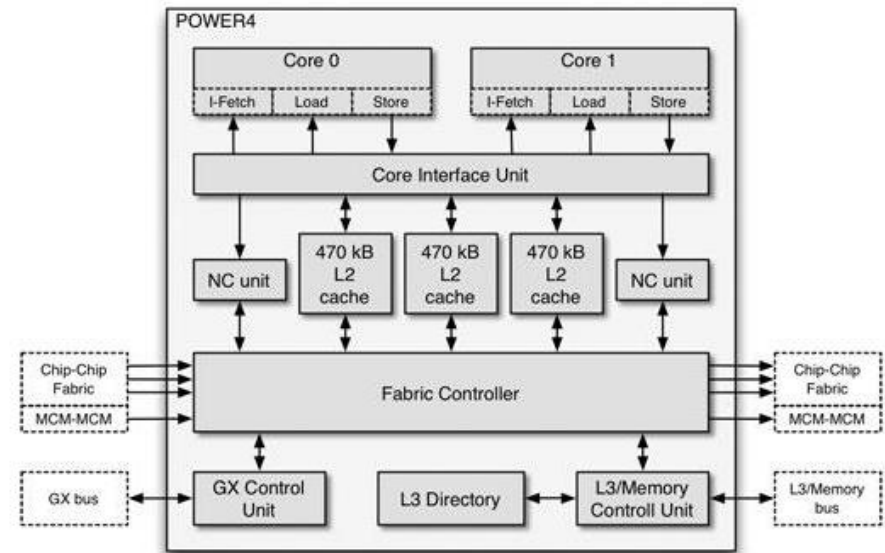 POWER4
Core 0
I-Fetch
Load
Store
Core 1
I-Fetch
Load
Store
Core Interface Unit
NC unit
470 kB
L2
cache
470 kB
L2
cache
470 kB
L2
cache
NC unit
Chip-Chip
Fabric
MCM-MCM
Fabric Controller
Chip-Chip
Fabric
MCM-MCM
GX bus
GX Control
Unit
L3 Directory
L3/Memory
Controll Unit
L3/Memory
bus